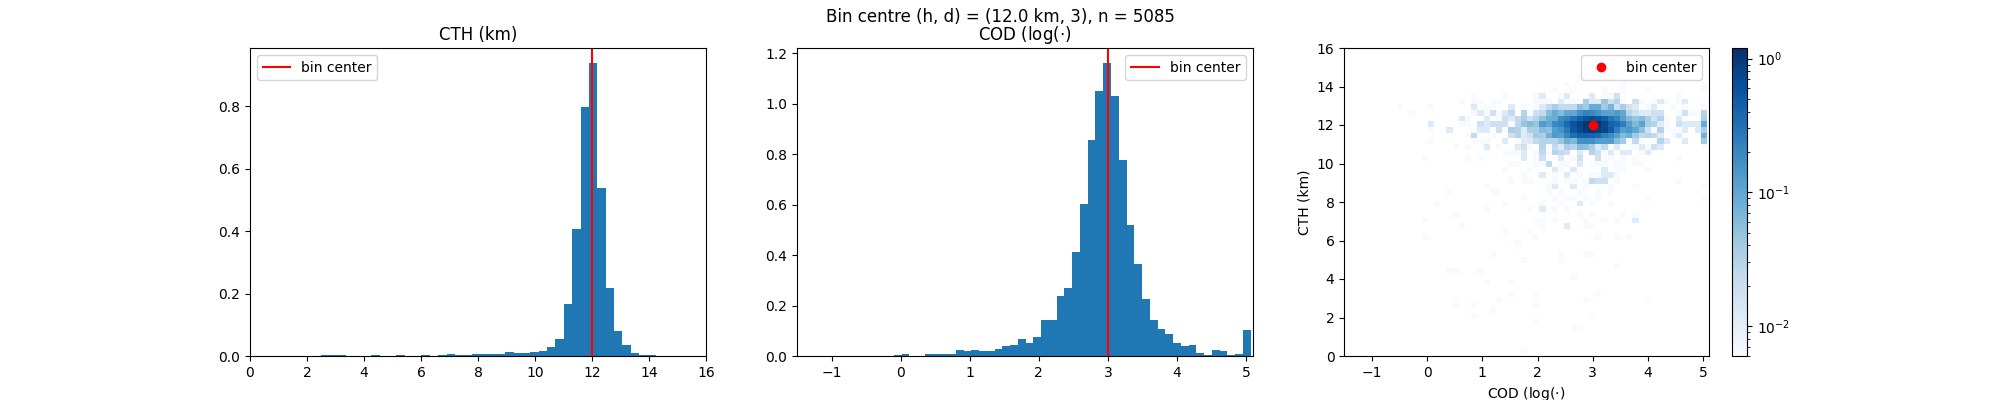 Bin centre (h, d) = (12.0 km, 3), n = 5085
CTH (km)
bin center
0.8
0.6
0.4
0.2
0.0
0 2 4 6 8 10 12 14 16
COD (log(·)
bin center
1.2
1.0
0.8
0.6
0.4
0.2
0.0
−1 0 1 2 3 4 5
bin center
CTH (km)
16
14
12
10
8
6
4
2
0
−1 0 1 2 3 4 5
COD (log(·)
10⁰
10⁻¹
10⁻²